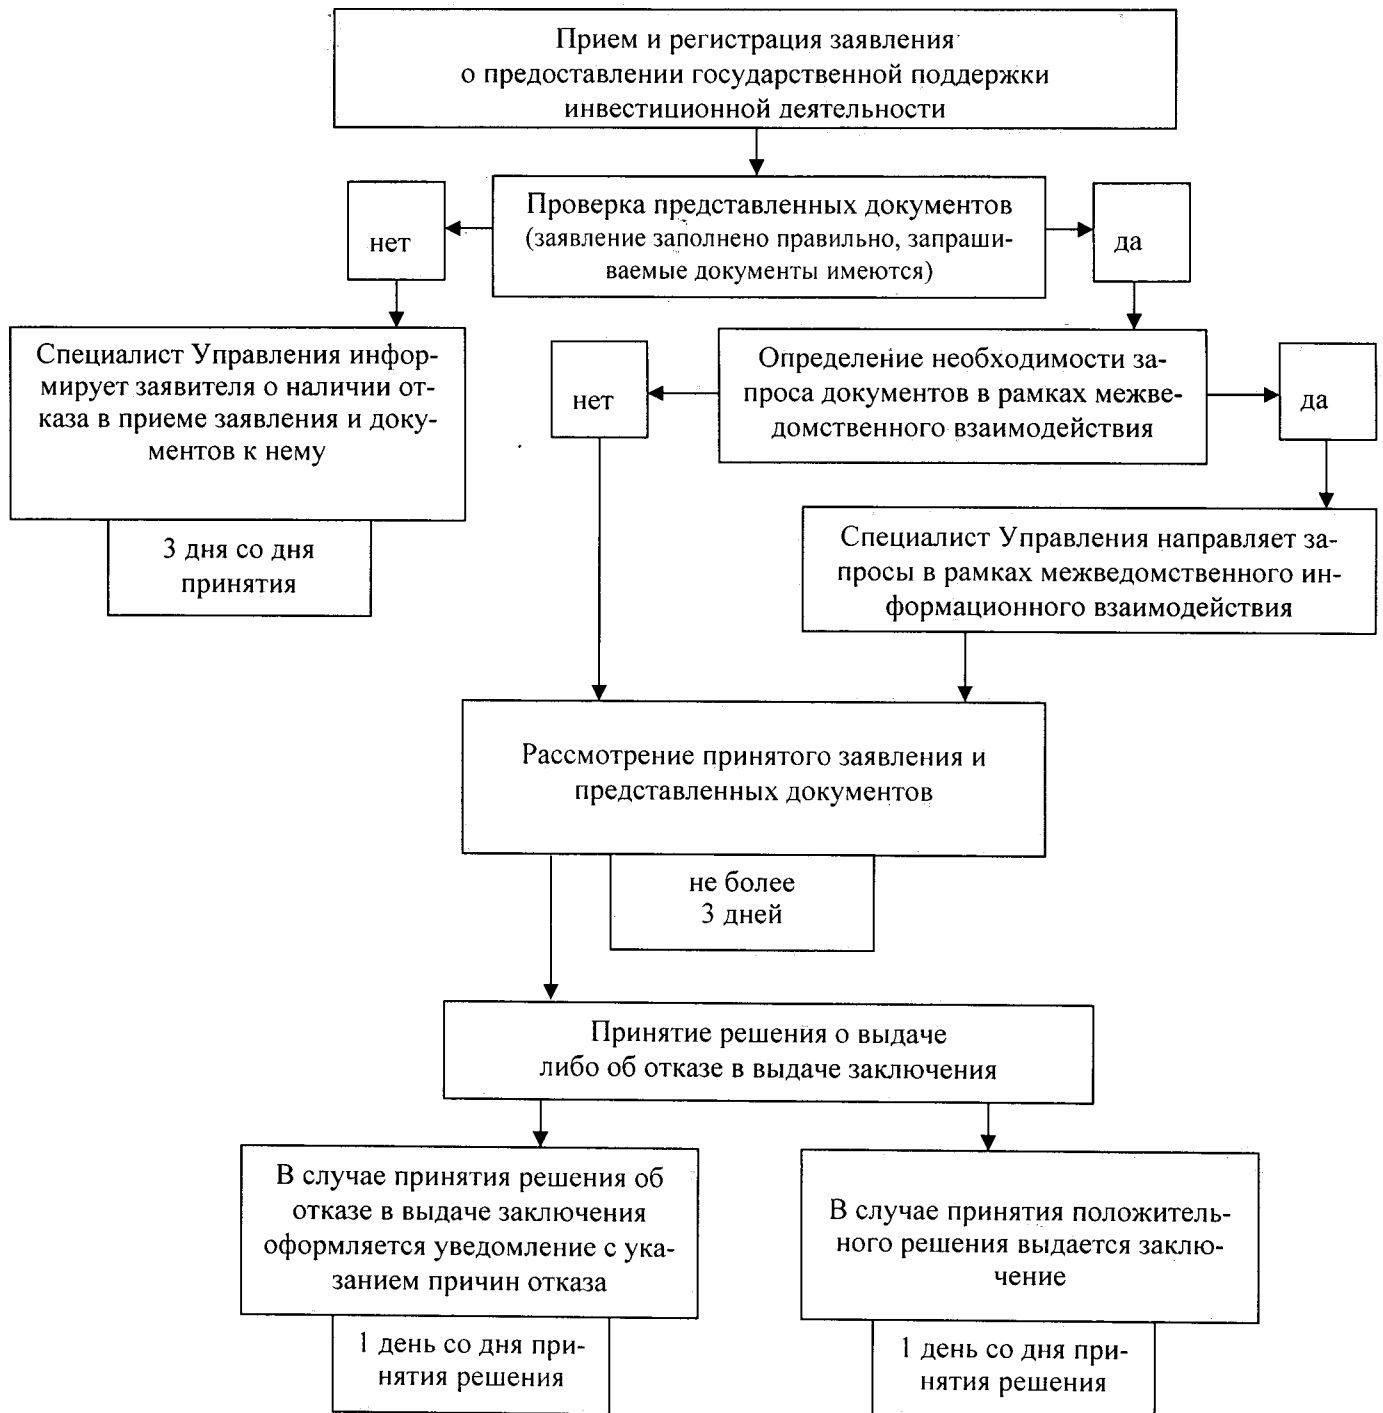 Прием и регистрация заявления
о предоставлении государственной поддержки
инвестиционной деятельности
Проверка представленных документов
(заявление заполнено правильно, запраши-
ваемые документы имеются)
нет
да
Специалист Управления инфор-
мирует заявителя о наличии от-
каза в приеме заявления и доку-
ментов к нему
3 дня со дня
принятия
Определение необходимости за-
проса документов в рамках межве-
домственного взаимодействия
нет
да
Специалист Управления направляет за-
просы в рамках межведомственного ин-
формационного взаимодействия
Рассмотрение принятого заявления и
представленных документов
не более
3 дней
Принятие решения о выдаче
либо об отказе в выдаче заключения
В случае принятия решения об
отказе в выдаче заключения
оформляется уведомление с ука-
занием причин отказа
1 день со дня при-
нятия решения
В случае принятия положитель-
ного решения выдается заклю-
чение
1 день со дня при-
нятия решения